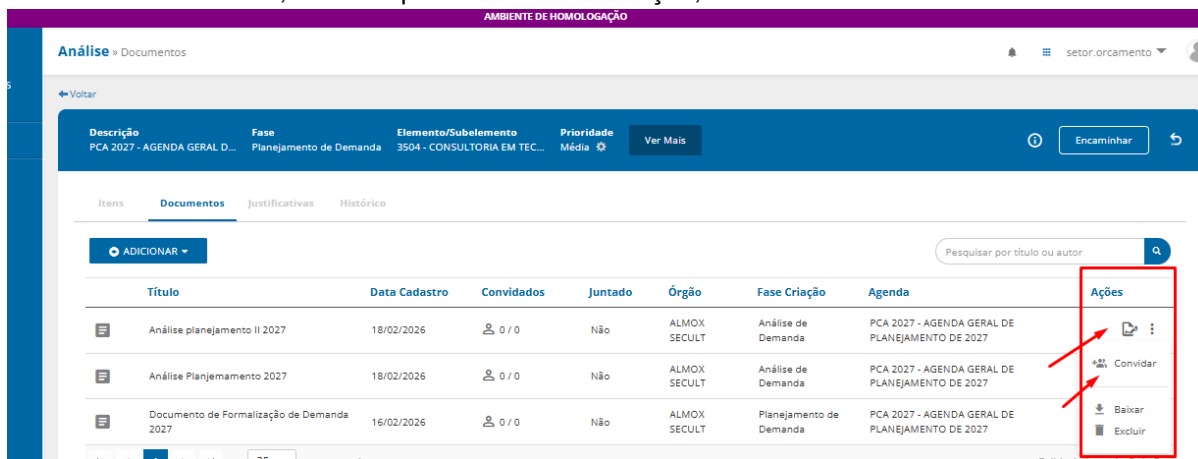 AMBIENTE DE HOMOLOGAÇÃO
Análise » Documentos
setor.orcamento
Voltar
Descrição Fase Elemento/Subelemento Prioridade
PCA 2027 - AGENDA GERAL D... Planejamento de Demanda 3504 - CONSULTORIA EM TEC... Média
Ver Mais
Encaminhar
Itens Documentos Justificativas Histórico
ADICIONAR
Pesquisar por título ou autor
Título Data Cadastro Convidados Juntado Órgão Fase Criação Agenda Ações
Análise planejamento II 2027 18/02/2026 0 / 0 Não ALMOX SECULT Análise de Demanda PCA 2027 - AGENDA GERAL DE PLANEJAMENTO DE 2027
Convidar
Análise Planjemamento 2027 18/02/2026 0 / 0 Não ALMOX SECULT Análise de Demanda PCA 2027 - AGENDA GERAL DE PLANEJAMENTO DE 2027
Baixar
Documento de Formalização de Demanda 2027 16/02/2026 0 / 0 Não ALMOX SECULT Planejamento de Demanda PCA 2027 - AGENDA GERAL DE PLANEJAMENTO DE 2027
Excluir